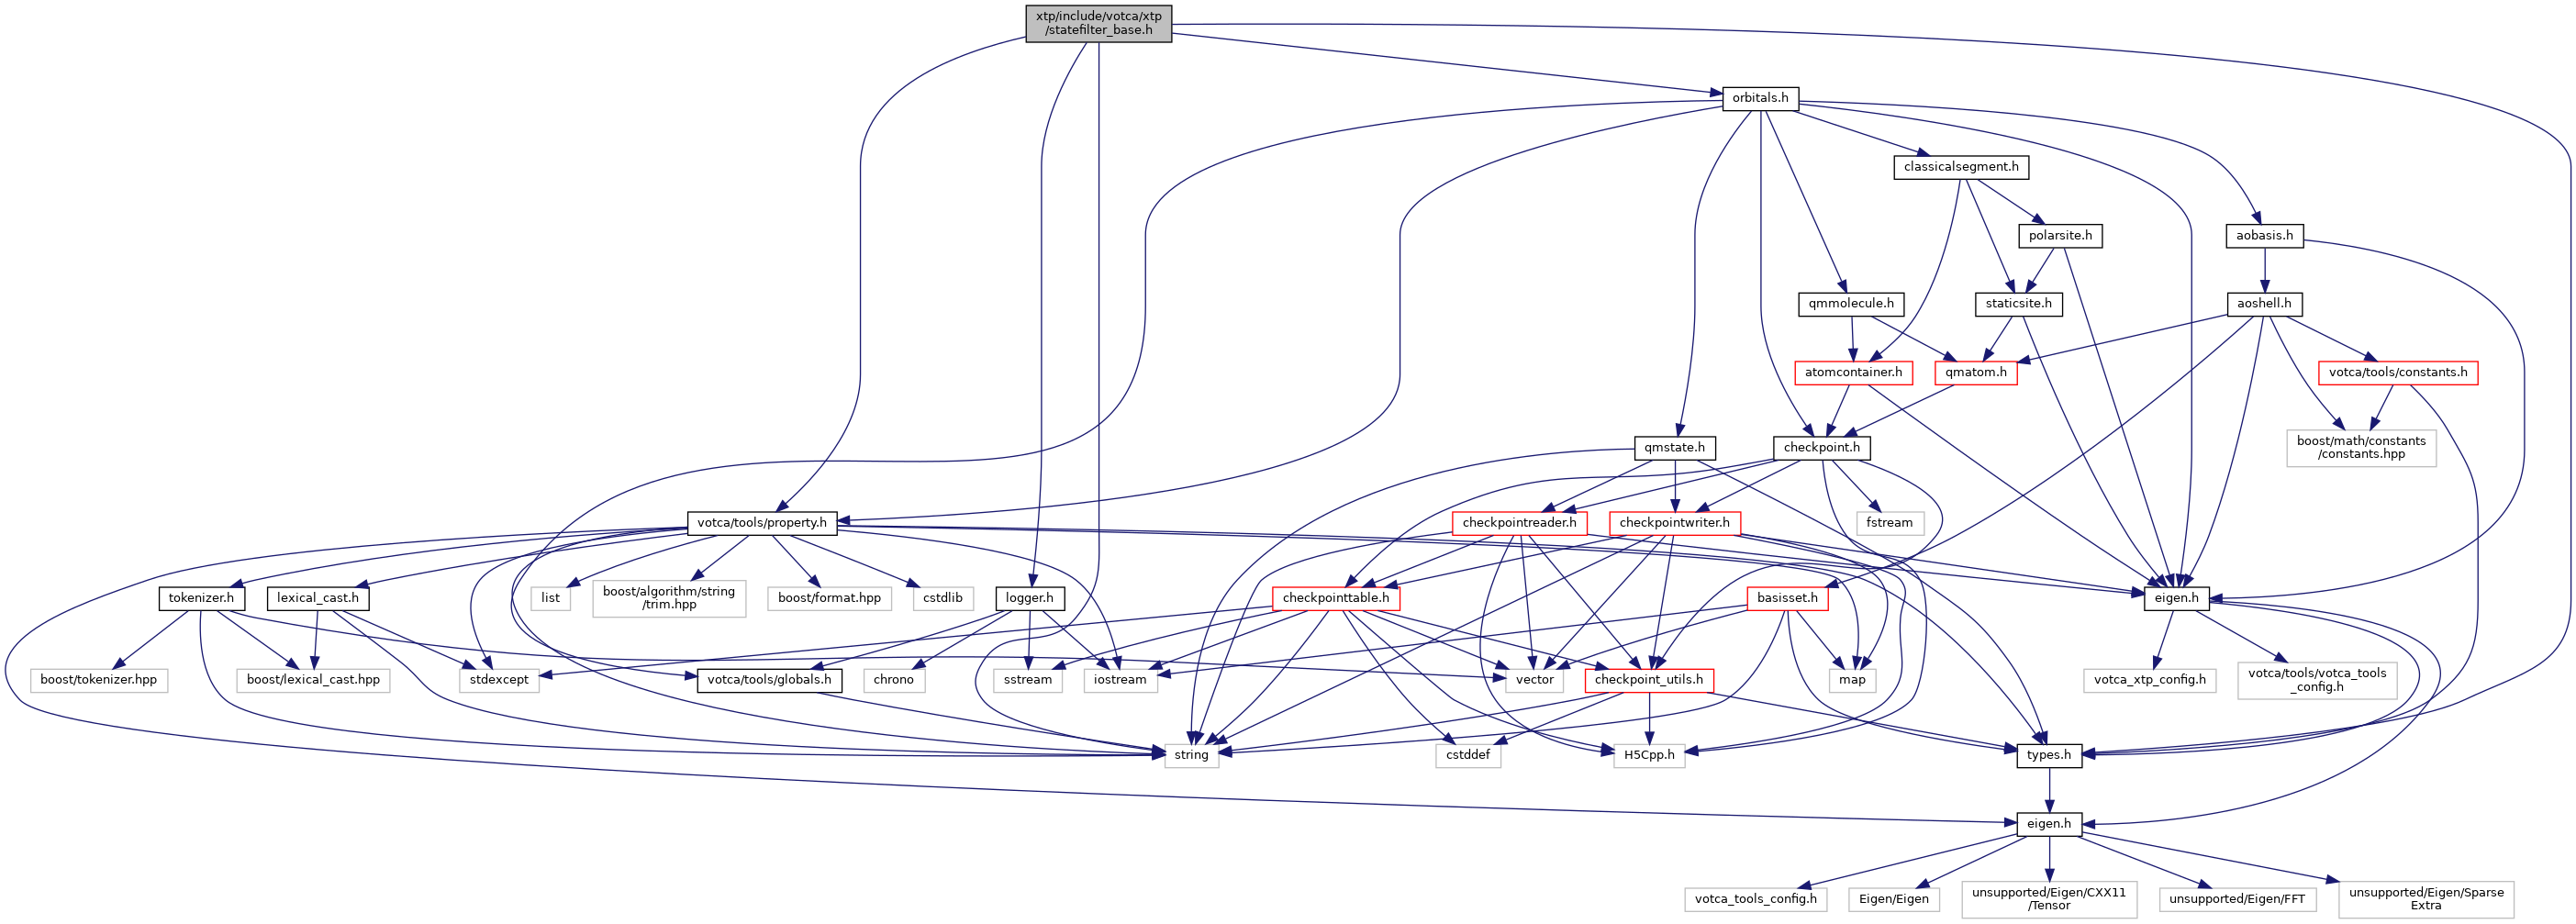 xtp/include/votca/xtp
/statefilter_base.h
orbitals.h
classicalsegment.h
polarsite.h
aobasis.h
qmmolecule.h
staticsite.h
aoshell.h
atomcontainer.h
qmatom.h
votca/tools/constants.h
qmstate.h
checkpoint.h
boost/math/constants
/constants.hpp
votca/tools/property.h
checkpointreader.h
checkpointwriter.h
fstream
tokenizer.h
lexical_cast.h
list
boost/algorithm/string
/trim.hpp
boost/format.hpp
cstdlib
logger.h
checkpointtable.h
basisset.h
eigen.h
boost/tokenizer.hpp
boost/lexical_cast.hpp
stdexcept
votca/tools/globals.h
chrono
sstream
iostream
vector
checkpoint_utils.h
map
votca_xtp_config.h
votca/tools/votca_tools
_config.h
string
cstddef
H5Cpp.h
types.h
eigen.h
votca_tools_config.h
Eigen/Eigen
unsupported/Eigen/CXX11
/Tensor
unsupported/Eigen/FFT
unsupported/Eigen/Sparse
Extra